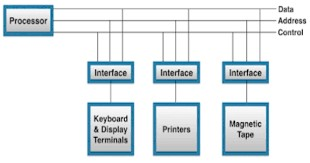 Data
Processor
Address
Control
Interface
Interface
Interface
Keyboard
& Display
Terminals
Printers
Magnetic
Tape